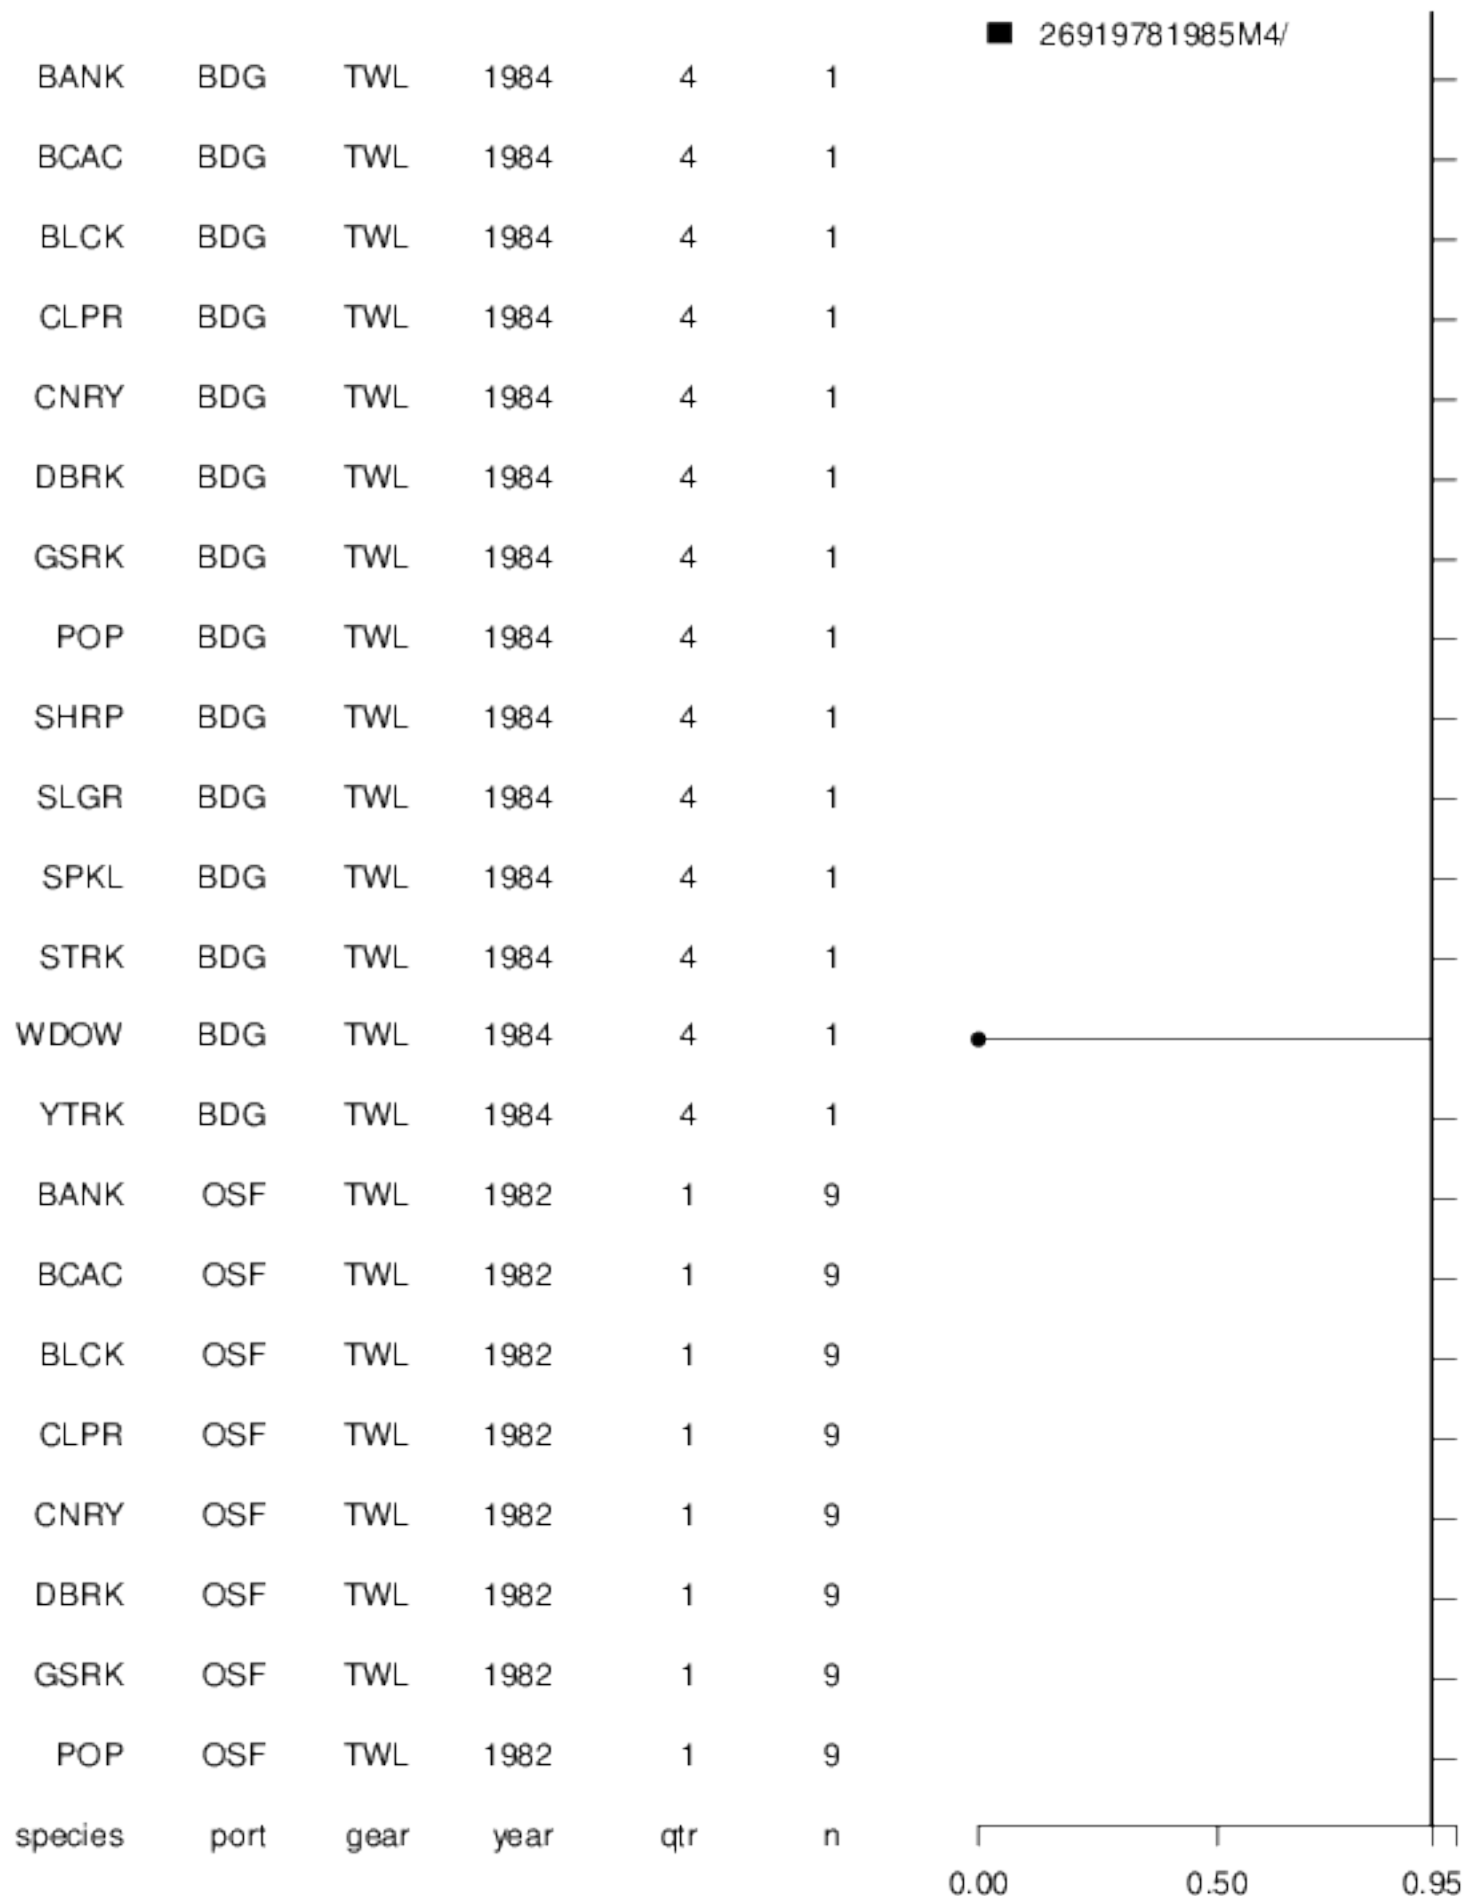 26919781985M4/
BANK BDG TWL 1984 4 1
BCAC BDG TWL 1984 4 1
BLCK BDG TWL 1984 4 1
CLPR BDG TWL 1984 4 1
CNRY BDG TWL 1984 4 1
DBRK BDG TWL 1984 4 1
GSRK BDG TWL 1984 4 1
POP BDG TWL 1984 4 1
SHRP BDG TWL 1984 4 1
SLGR BDG TWL 1984 4 1
SPKL BDG TWL 1984 4 1
STRK BDG TWL 1984 4 1
WDOW BDG TWL 1984 4 1
YTRK BDG TWL 1984 4 1
BANK OSF TWL 1982 1 9
BCAC OSF TWL 1982 1 9
BLCK OSF TWL 1982 1 9
CLPR OSF TWL 1982 1 9
CNRY OSF TWL 1982 1 9
DBRK OSF TWL 1982 1 9
GSRK OSF TWL 1982 1 9
POP OSF TWL 1982 1 9
species port gear year qtr n
0.00 0.50 0.95